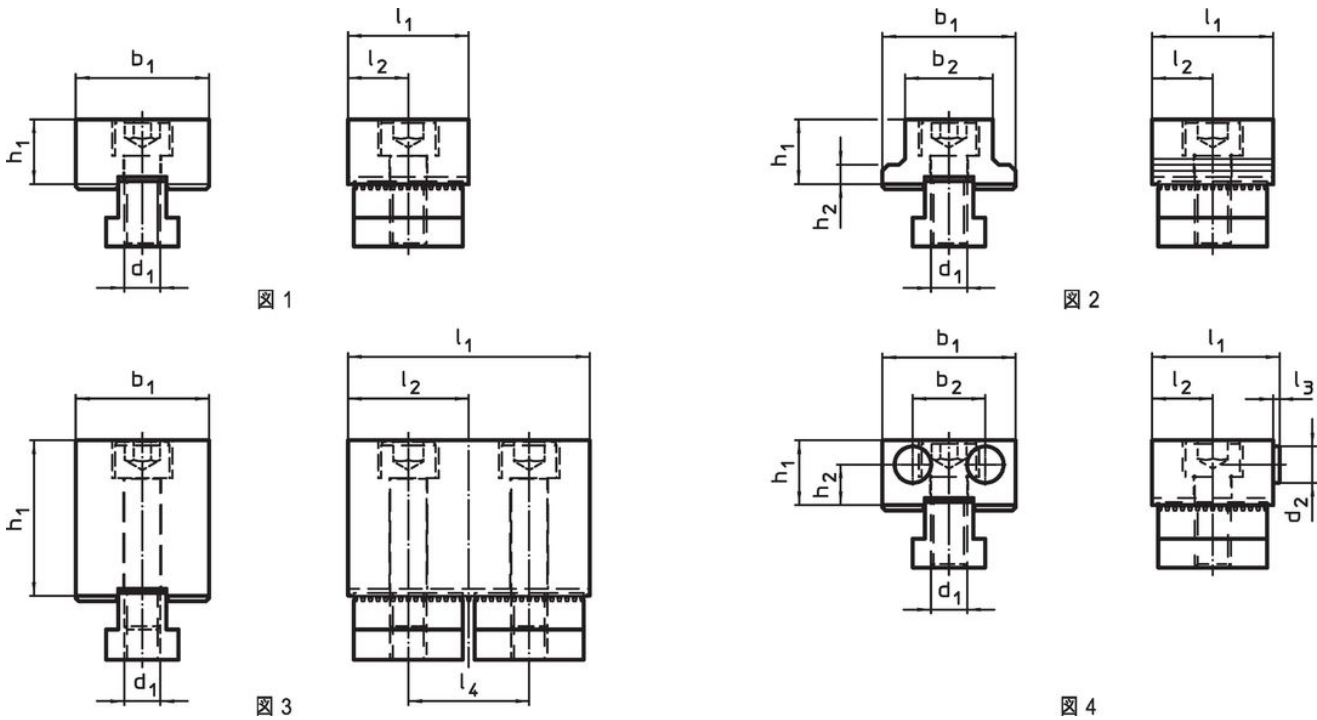 b₁
h₁
d₁
l₁
l₂
図 1
b₁
b₂
h₁
h₂
d₁
l₁
l₂
図 2
b₁
h₁
d₁
l₁
l₂
l₄
図 3
b₁
b₂
h₁
h₂
d₁
l₁
l₂
l₃
d₂
図 4